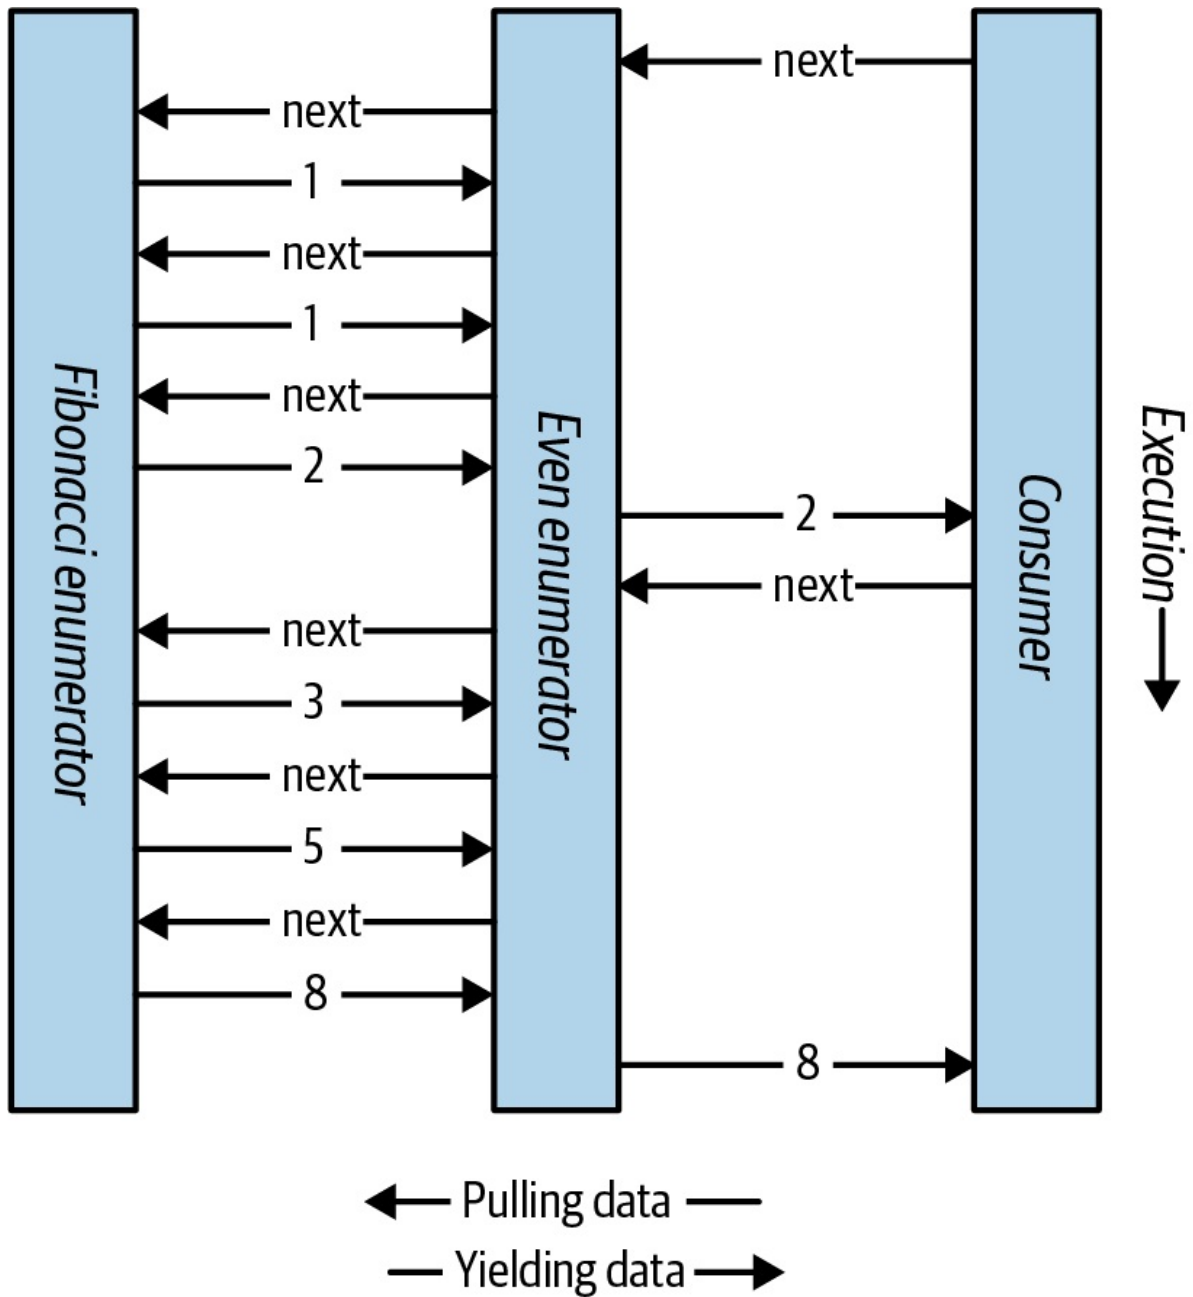 next
next
1
next
1
next
2
2
next
next
3
next
5
next
8
8
Fibonacci enumerator
Even enumerator
Consumer
Execution
Pulling data
Yielding data